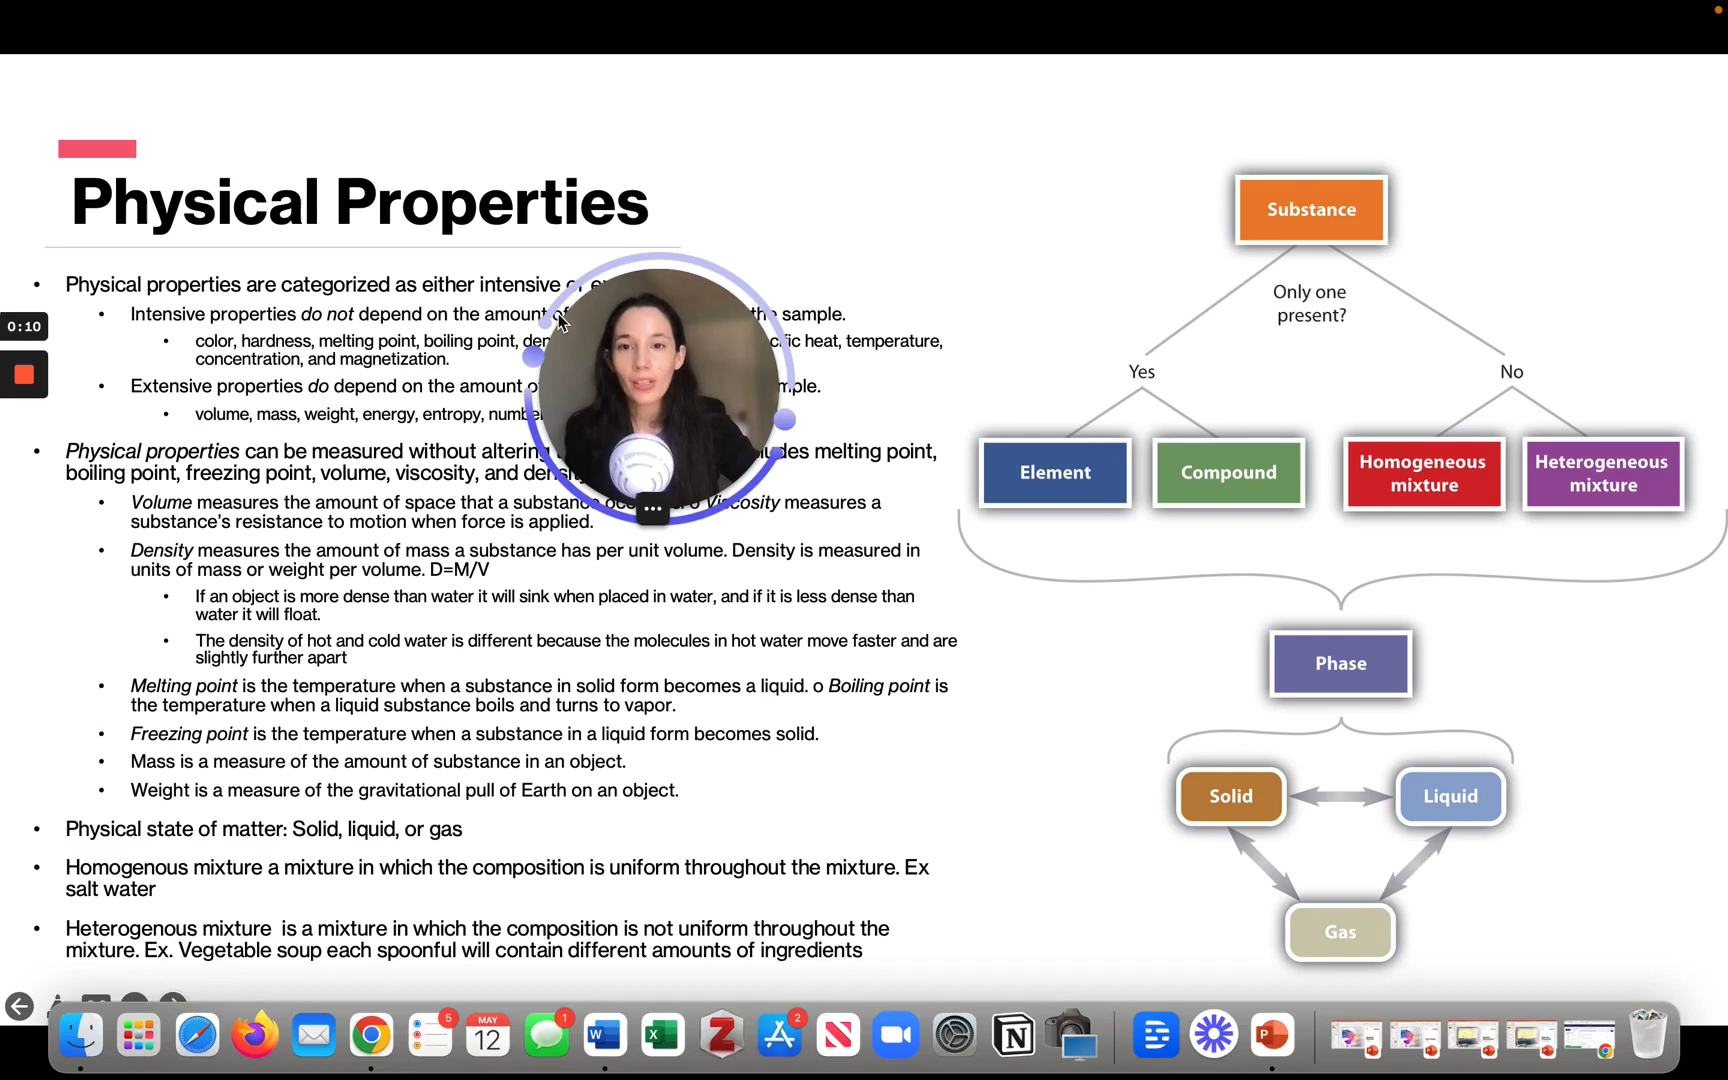 Physical Properties
• Physical properties are categorized as either intensive or
• Intensive properties do not depend on the amount of the sample.
• color, hardness, melting point, boiling point, heat, temperature,
concentration, and magnetization.
• Extensive properties do depend on the amount
• volume, mass, weight, energy, entropy,
• Physical properties can be measured without altering melting point,
boiling point, freezing point, volume, viscosity, and
• Volume measures the amount of space that a substance o Viscosity measures a
substance's resistance to motion when force is applied.
• Density measures the amount of mass a substance has per unit volume. Density is measured in
units of mass or weight per volume. D=M/V
• If an object is more dense than water it will sink when placed in water, and if it is less dense than
water it will float.
• The density of hot and cold water is different because the molecules in hot water move faster and are
slightly further apart
• Melting point is the temperature when a substance in solid form becomes a liquid. o Boiling point is
the temperature when a liquid substance boils and turns to vapor.
• Freezing point is the temperature when a substance in a liquid form becomes solid.
• Mass is a measure of the amount of substance in an object.
• Weight is a measure of the gravitational pull of Earth on an object.
• Physical state of matter: Solid, liquid, or gas
• Homogenous mixture a mixture in which the composition is uniform throughout the mixture. Ex
salt water
• Heterogenous mixture is a mixture in which the composition is not uniform throughout the
mixture. Ex. Vegetable soup each spoonful will contain different amounts of ingredients
0:10
Substance
Only one
present?
Yes
No
Element
Compound
Homogeneous
mixture
Heterogeneous
mixture
Phase
Solid
Liquid
Gas
5
MAY
12
1
W
X
Z
2
N
N
P